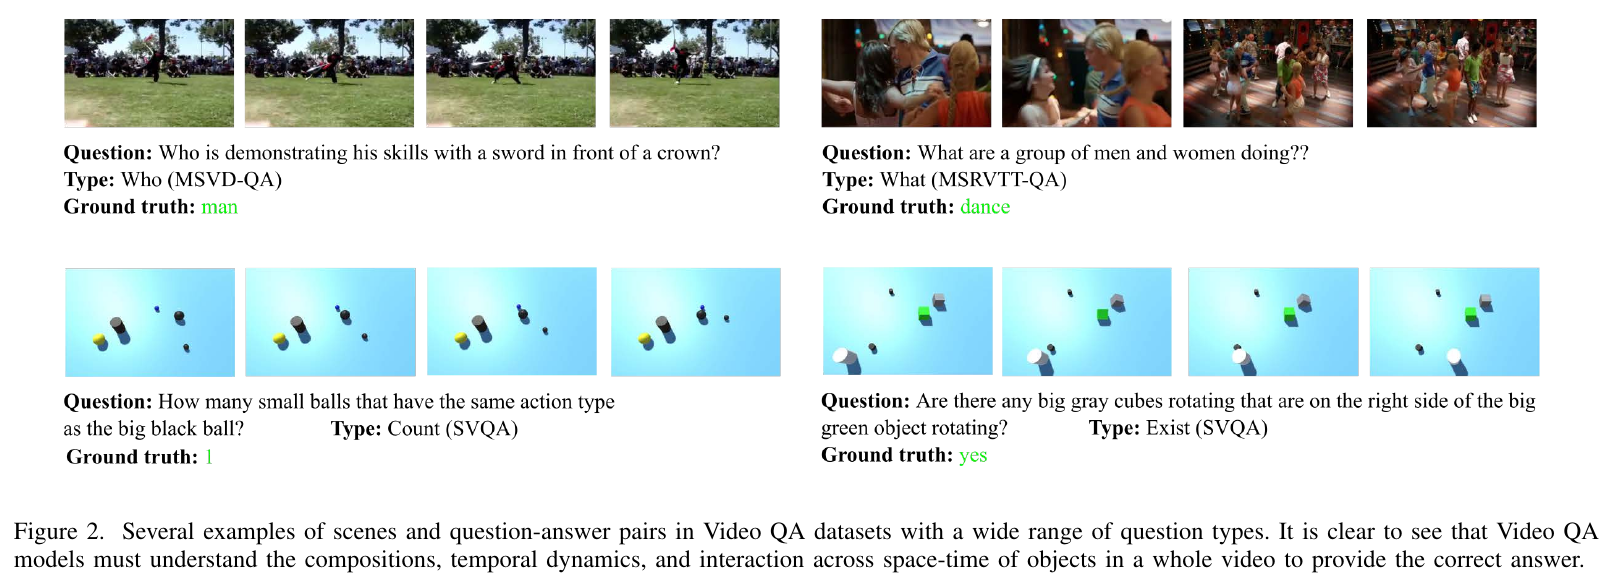 Question: Who is demonstrating his skills with a sword in front of a crown?
Type: Who (MSVD-QA)
Ground truth: man
Question: What are a group of men and women doing??
Type: What (MSRVTT-QA)
Ground truth: dance
Question: How many small balls that have the same action type
as the big black ball? Type: Count (SVQA)
Ground truth: 1
Question: Are there any big gray cubes rotating that are on the right side of the big
green object rotating? Type: Exist (SVQA)
Ground truth: yes
Figure 2. Several examples of scenes and question-answer pairs in Video QA datasets with a wide range of question types. It is clear to see that Video QA
models must understand the compositions, temporal dynamics, and interaction across space-time of objects in a whole video to provide the correct answer.